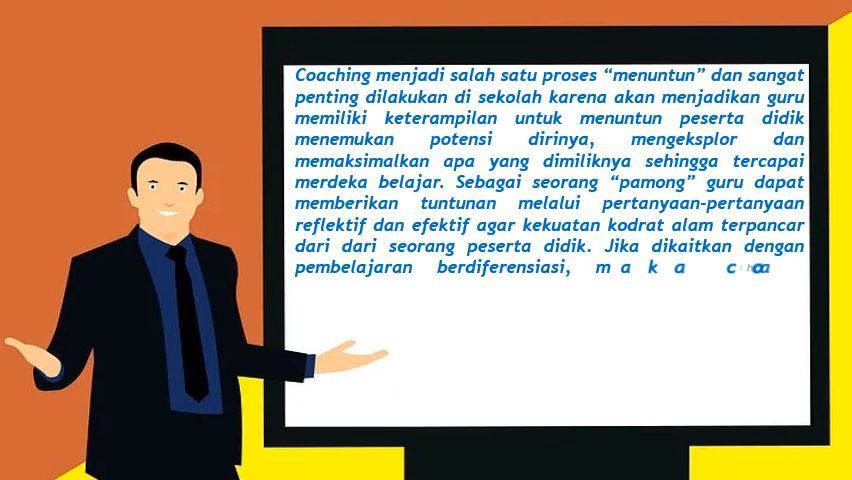 Coaching menjadi salah satu proses “menuntun” dan sangat
penting dilakukan di sekolah karena akan menjadikan guru
memiliki keterampilan untuk menuntun peserta didik
menemukan potensi dirinya, mengeksplor dan
memaksimalkan apa yang dimiliknya sehingga tercapai
merdeka belajar. Sebagai seorang “pamong” guru dapat
memberikan tuntunan melalui pertanyaan-pertanyaan
reflektif dan efektif agar kekuatan kodrat alam terpancar
dari dari seorang peserta didik. Jika dikaitkan dengan
pembelajaran berdiferensiasi, maka